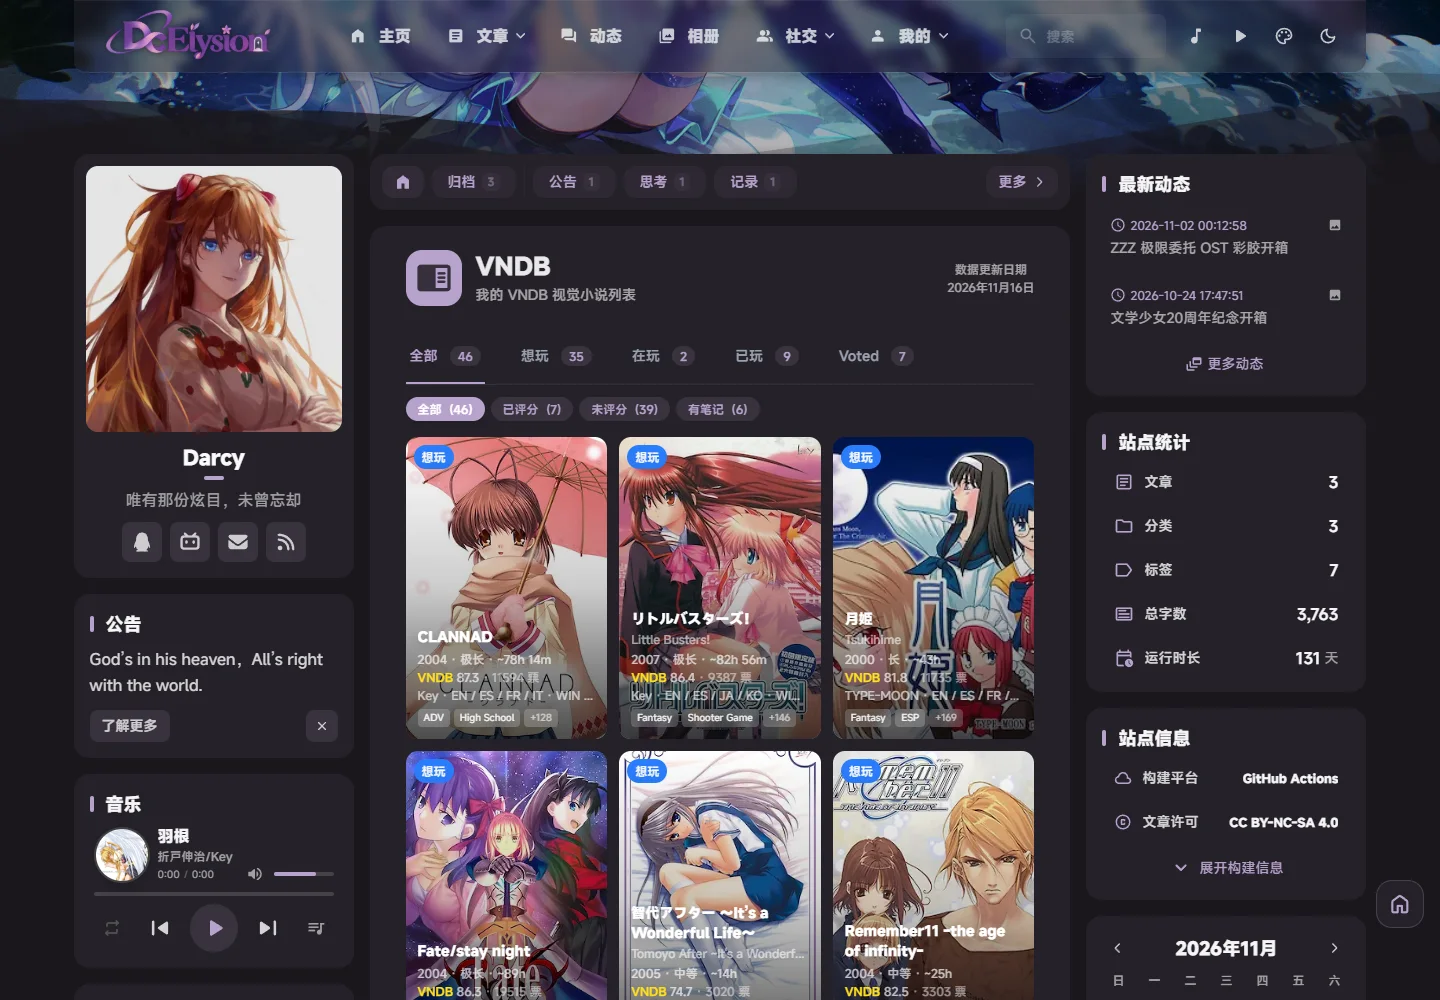 DcElysion
主页
文章
动态
相册
社交
我的
搜索
Darcy
唯有那份炫目，未曾忘却
公告
God's in his heaven，All's right
with the world.
了解更多
音乐
羽根
折戸伸治/Key
0:00 / 0:00
归档 3
公告 1
思考 1
记录 1
更多
VNDB
我的 VNDB 视觉小说列表
数据更新日期
2026年11月16日
全部 46
想玩 35
在玩 2
已玩 9
Voted 7
全部 (46)
已评分 (7)
未评分 (39)
有笔记 (6)
想玩
CLANNAD
2004 · 极长 · ~78h 14m
VNDB 87.3 · 11594 票
Key · EN / ES / FR / IT · WIN ...
ADV
High School
+128
想玩
リトルバスターズ!
Little Busters!
2007 · 极长 · ~82h 56m
VNDB 86.4 · 9387 票
Key · EN / ES / JA / KO · WI...
Fantasy
Shooter Game
+146
想玩
月姫
Tsukihime
2000 · 长 · ~43h
VNDB 81.8 · 11735 票
TYPE-MOON · EN / ES / FR /...
Fantasy
ESP
+169
想玩
Fate/stay night
2004 · 极长 · ~89h
VNDB 86.3 · 19515 票
想玩
智代アフター ～It's a
Wonderful Life～
Tomoyo After ~It's a Wonderf...
2005 · 中等 · ~14h
VNDB 74.7 · 3020 票
想玩
Remember11 -the age
of infinity-
2004 · 中等 · ~25h
VNDB 82.5 · 3303 票
最新动态
2026-11-02 00:12:58
ZZZ 极限委托 OST 彩胶开箱
2026-10-24 17:47:51
文学少女20周年纪念开箱
更多动态
站点统计
文章 3
分类 3
标签 7
总字数 3,763
运行时长 131 天
站点信息
构建平台 GitHub Actions
文章许可 CC BY-NC-SA 4.0
展开构建信息
2026年11月
日 一 二 三 四 五 六